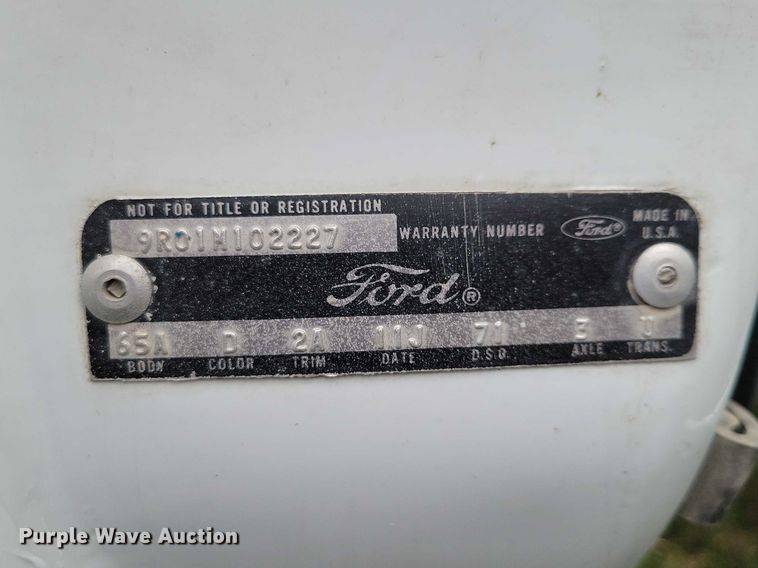 NOT FOR TITLE OR REGISTRATION
9R01M102227 WARRANTY NUMBER Ford® MADE IN U.S.A.
Ford®
65A D 2A 11J 71 3 U
BODY COLOR TRIM DATE D.S.O. AXLE TRANS.
Purple Wave Auction